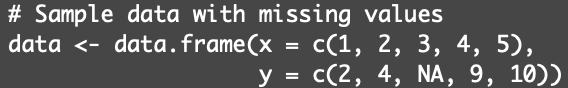 # Sample data with missing values
data <- data.frame(x = c(1, 2, 3, 4, 5),
                   y = c(2, 4, NA, 9, 10))